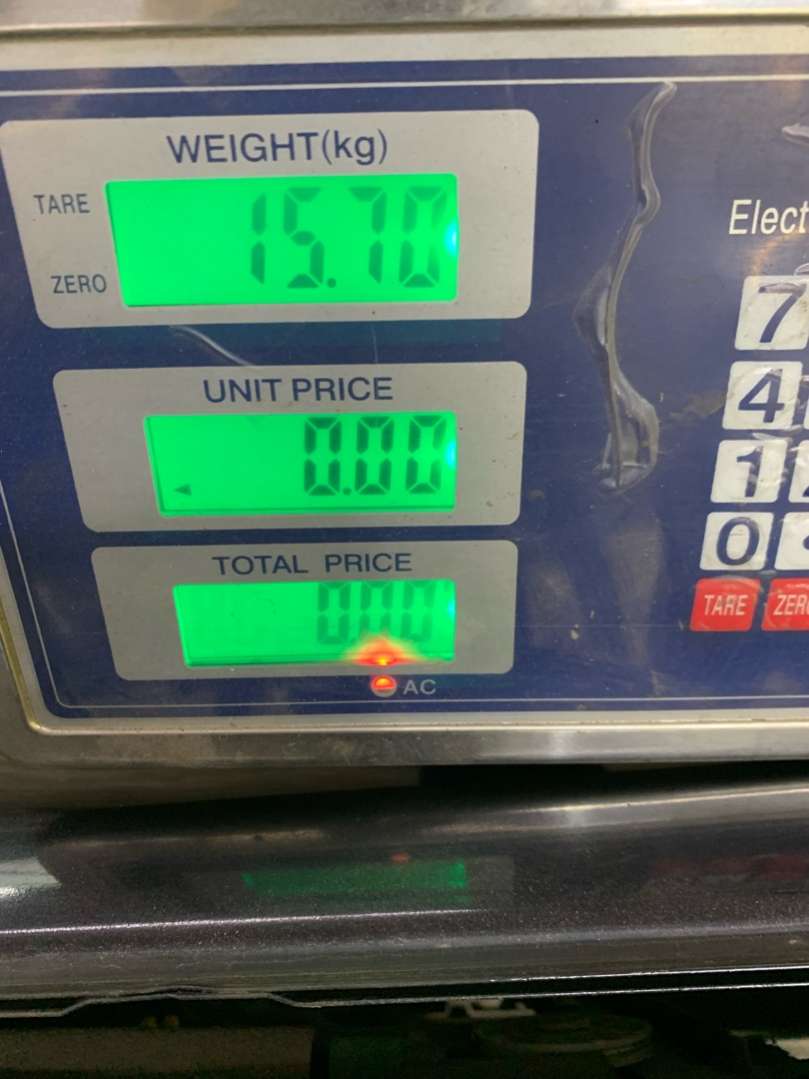 WEIGHT(kg)
TARE
15.70
ZERO
UNIT PRICE
0.00
TOTAL PRICE
0.00
AC
Elect
7
4
1
0
TARE
ZER